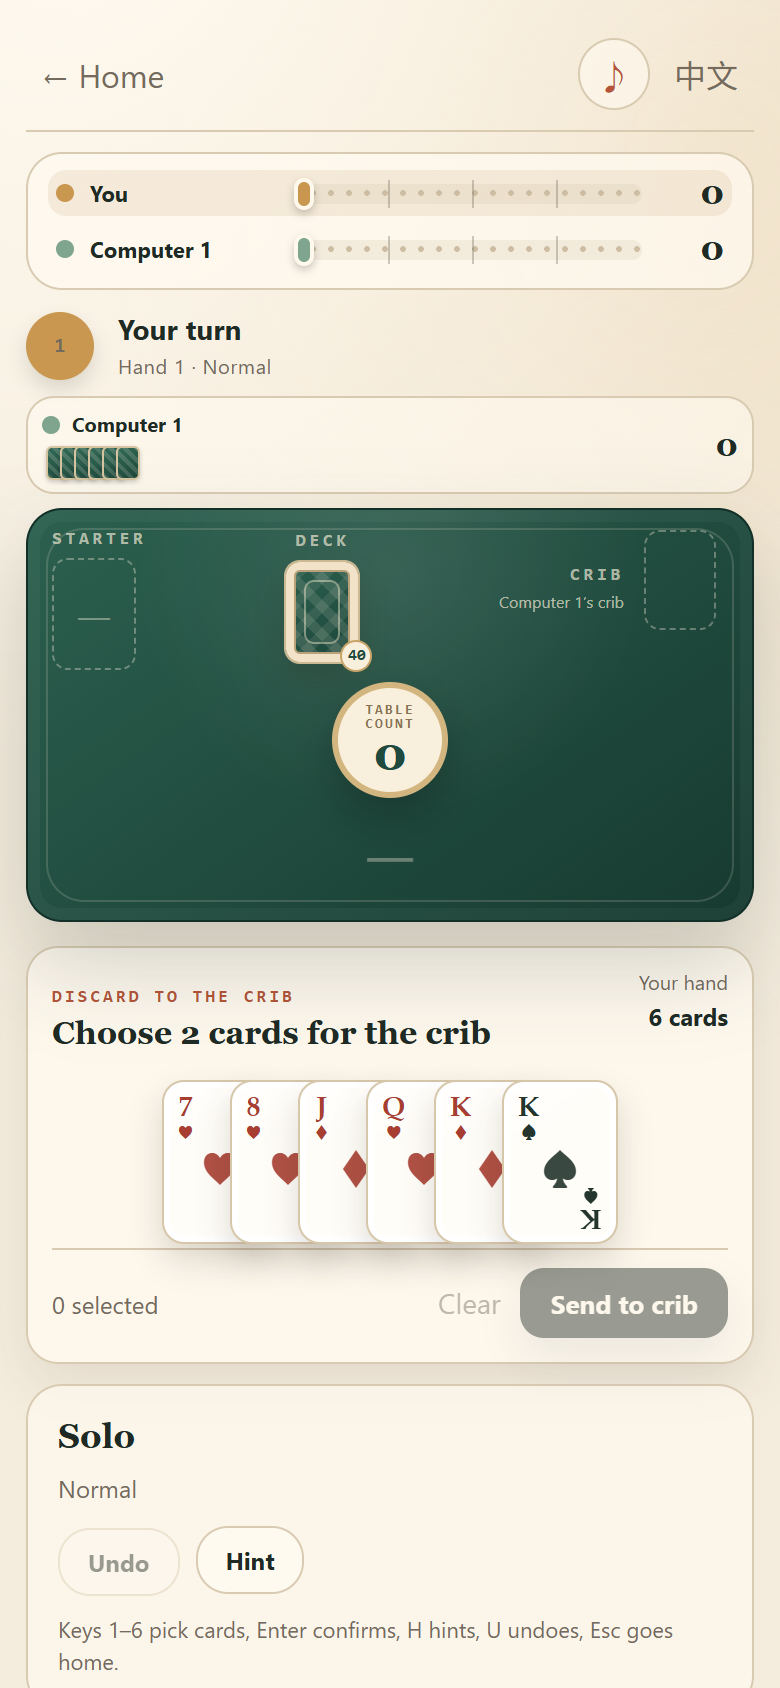 ← Home
中文
You
0
Computer 1
0
1
Your turn
Hand 1 · Normal
Computer 1
0
STARTER
DECK
CRIB
Computer 1's crib
40
TABLE
COUNT
0
DISCARD TO THE CRIB
Your hand
Choose 2 cards for the crib
6 cards
7
8
J
Q
K
K
K
0 selected
Clear
Send to crib
Solo
Normal
Undo
Hint
Keys 1–6 pick cards, Enter confirms, H hints, U undoes, Esc goes
home.